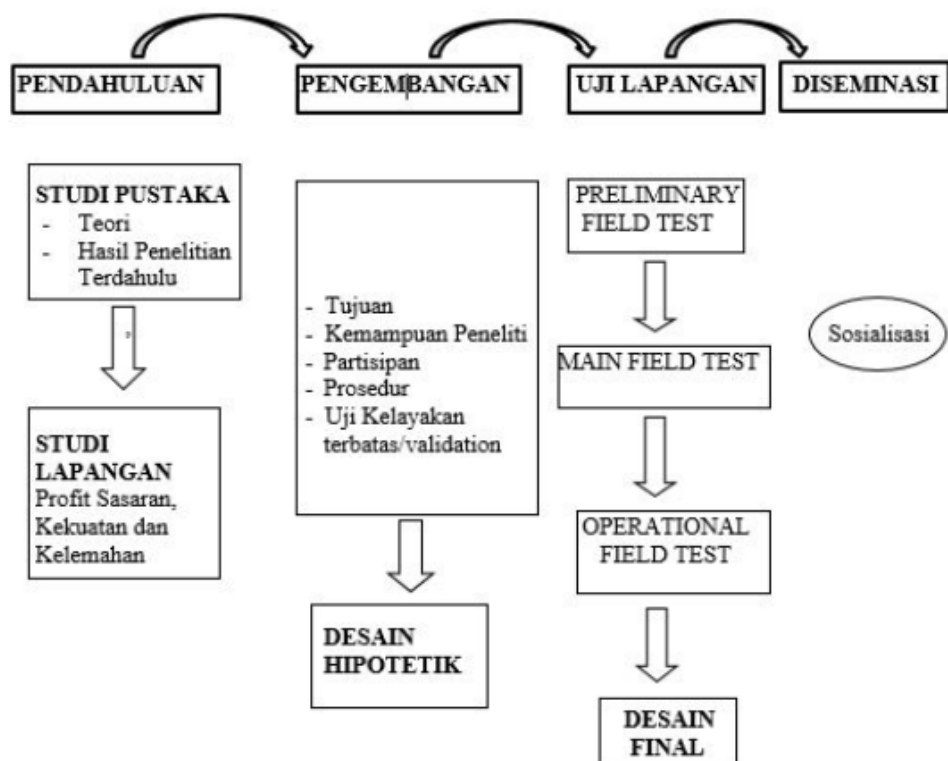 PENDAHULUAN
PENGEMBANGAN
UJI LAPANGAN
DISEMINASI
STUDI PUSTAKA
- Teori
- Hasil Penelitian
Terdahulu
STUDI
LAPANGAN
Profit Sasaran,
Kekuatan dan
Kelemahan
- Tujuan
- Kemampuan Peneliti
- Partisipan
- Prosedur
- Uji Kelayakan
terbatas/validation
DESAIN
HIPOTETIK
PRELIMINARY
FIELD TEST
MAIN FIELD TEST
OPERATIONAL
FIELD TEST
DESAIN
FINAL
Sosialisasi